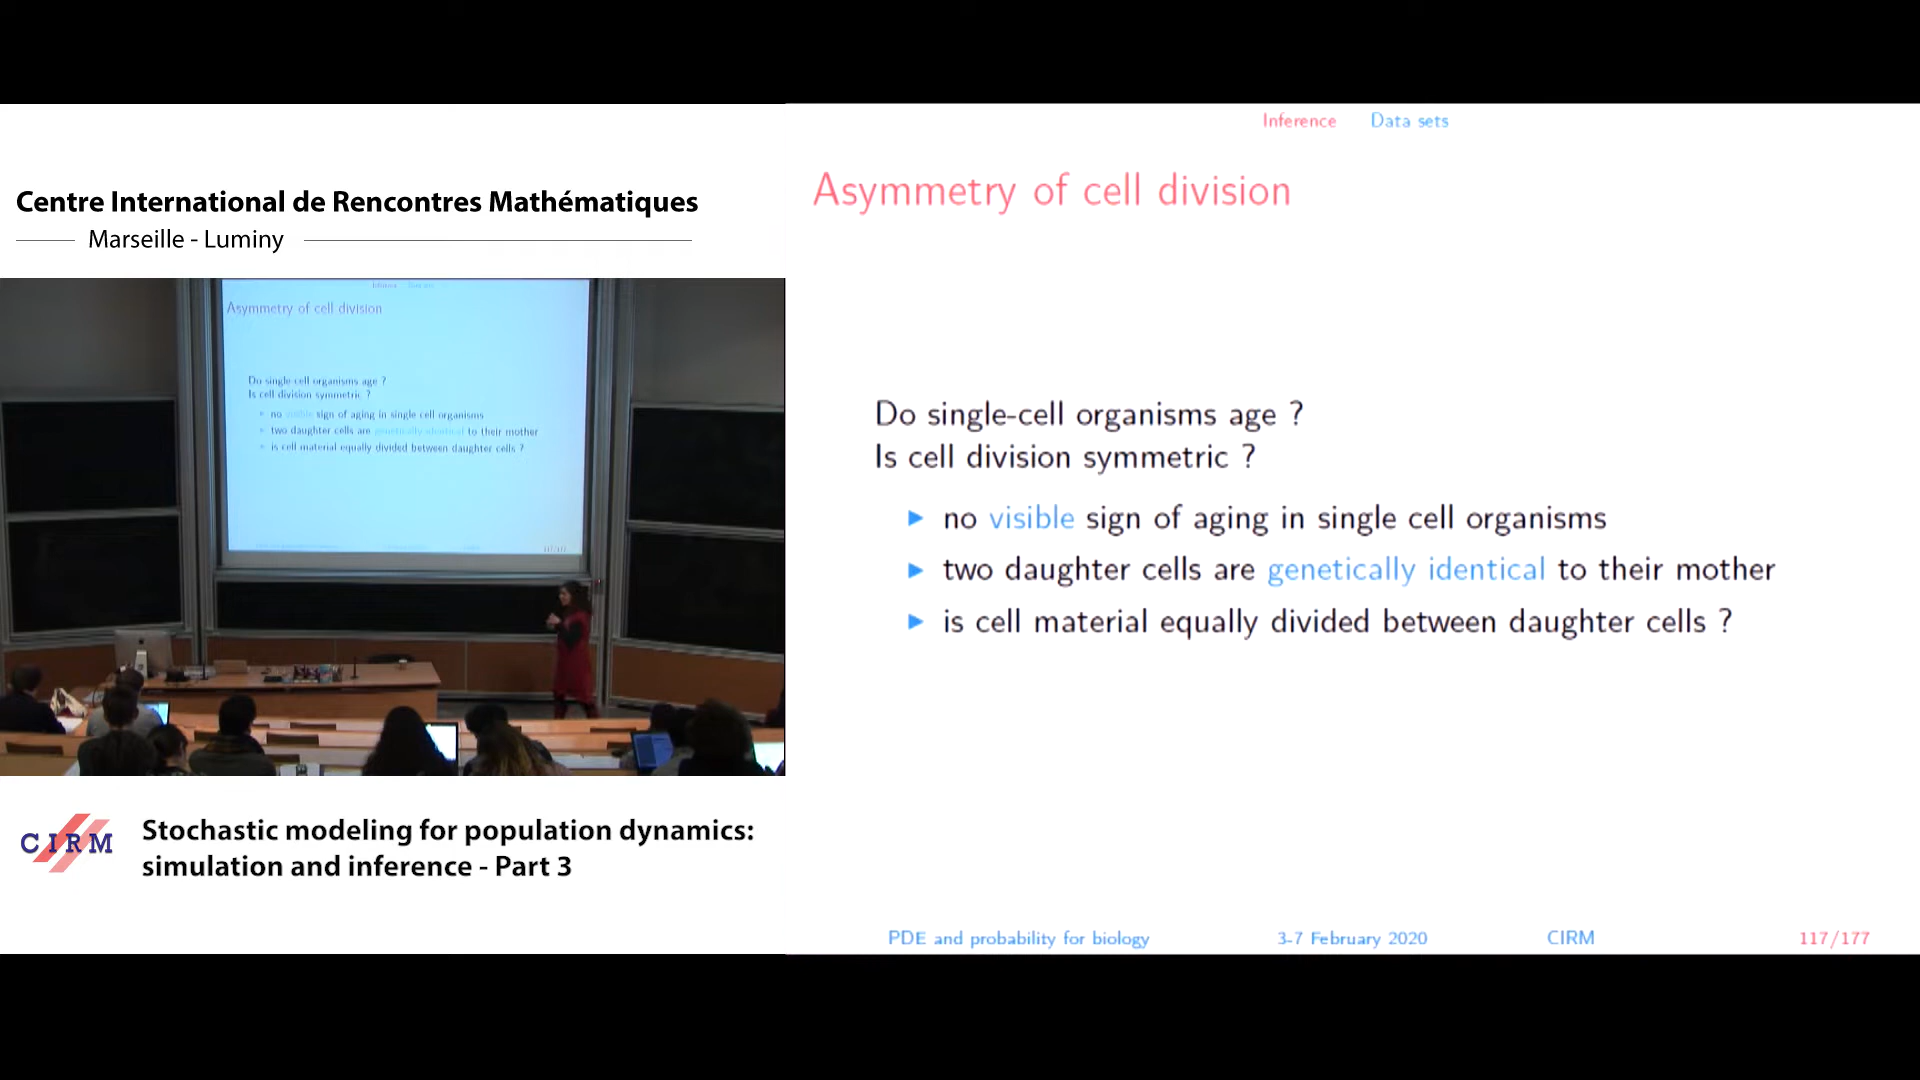 Centre International de Rencontres Mathématiques
Marseille - Luminy
Asymmetry of cell division
Do single-cell organisms age ?
Is cell division symmetric ?
no visible sign of aging in single cell organisms
two daughter cells are genetically identical to their mother
is cell material equally divided between daughter cells ?
CIRM
Stochastic modeling for population dynamics:
simulation and inference - Part 3
Inference Data sets
Asymmetry of cell division
Do single-cell organisms age ?
Is cell division symmetric ?
▶ no visible sign of aging in single cell organisms
▶ two daughter cells are genetically identical to their mother
▶ is cell material equally divided between daughter cells ?
PDE and probability for biology 3-7 February 2020 CIRM 117/177